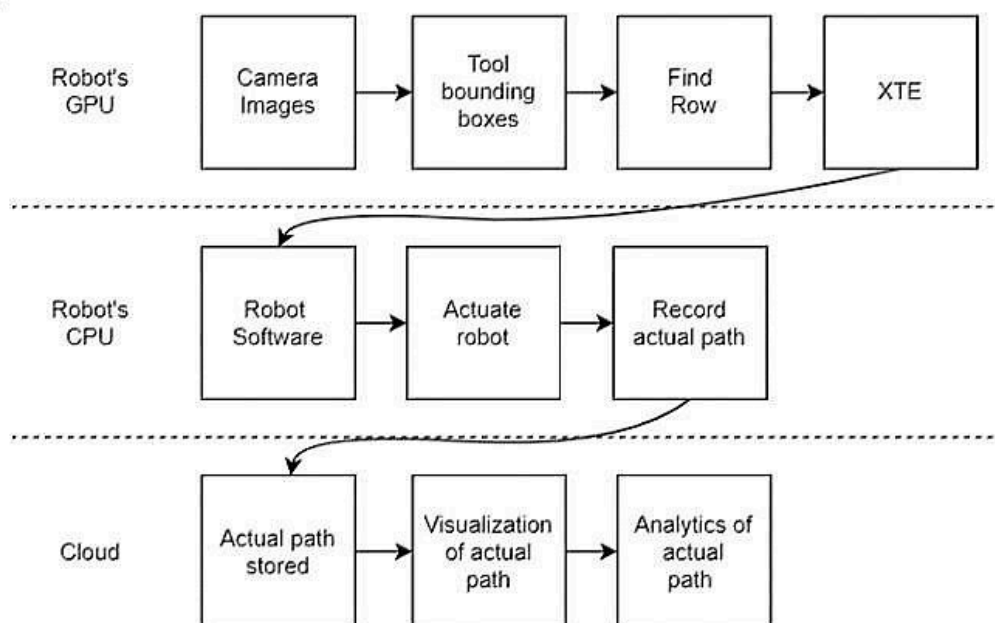 Robot's
GPU
Camera
Images
Tool
bounding
boxes
Find
Row
XTE
Robot's
CPU
Robot
Software
Actuate
robot
Record
actual path
Cloud
Actual path
stored
Visualization
of actual
path
Analytics of
actual
path